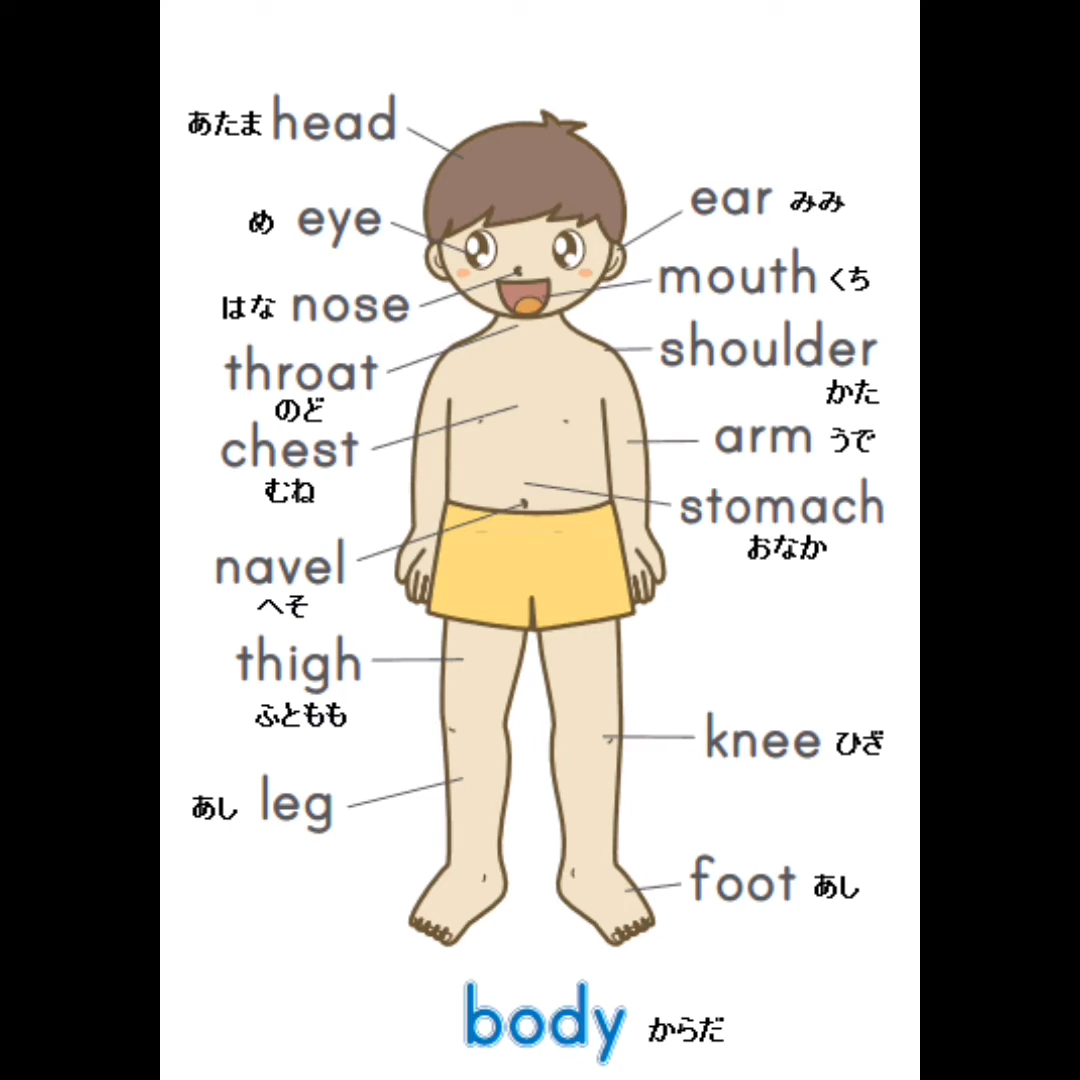 あたま head
め eye
はな nose
throat
のど
chest
むね
navel
へそ
thigh
ふともも
あし leg
ear みみ
mouth くち
shoulder
かた
arm うで
stomach
おなか
knee ひざ
foot あし
body からだ